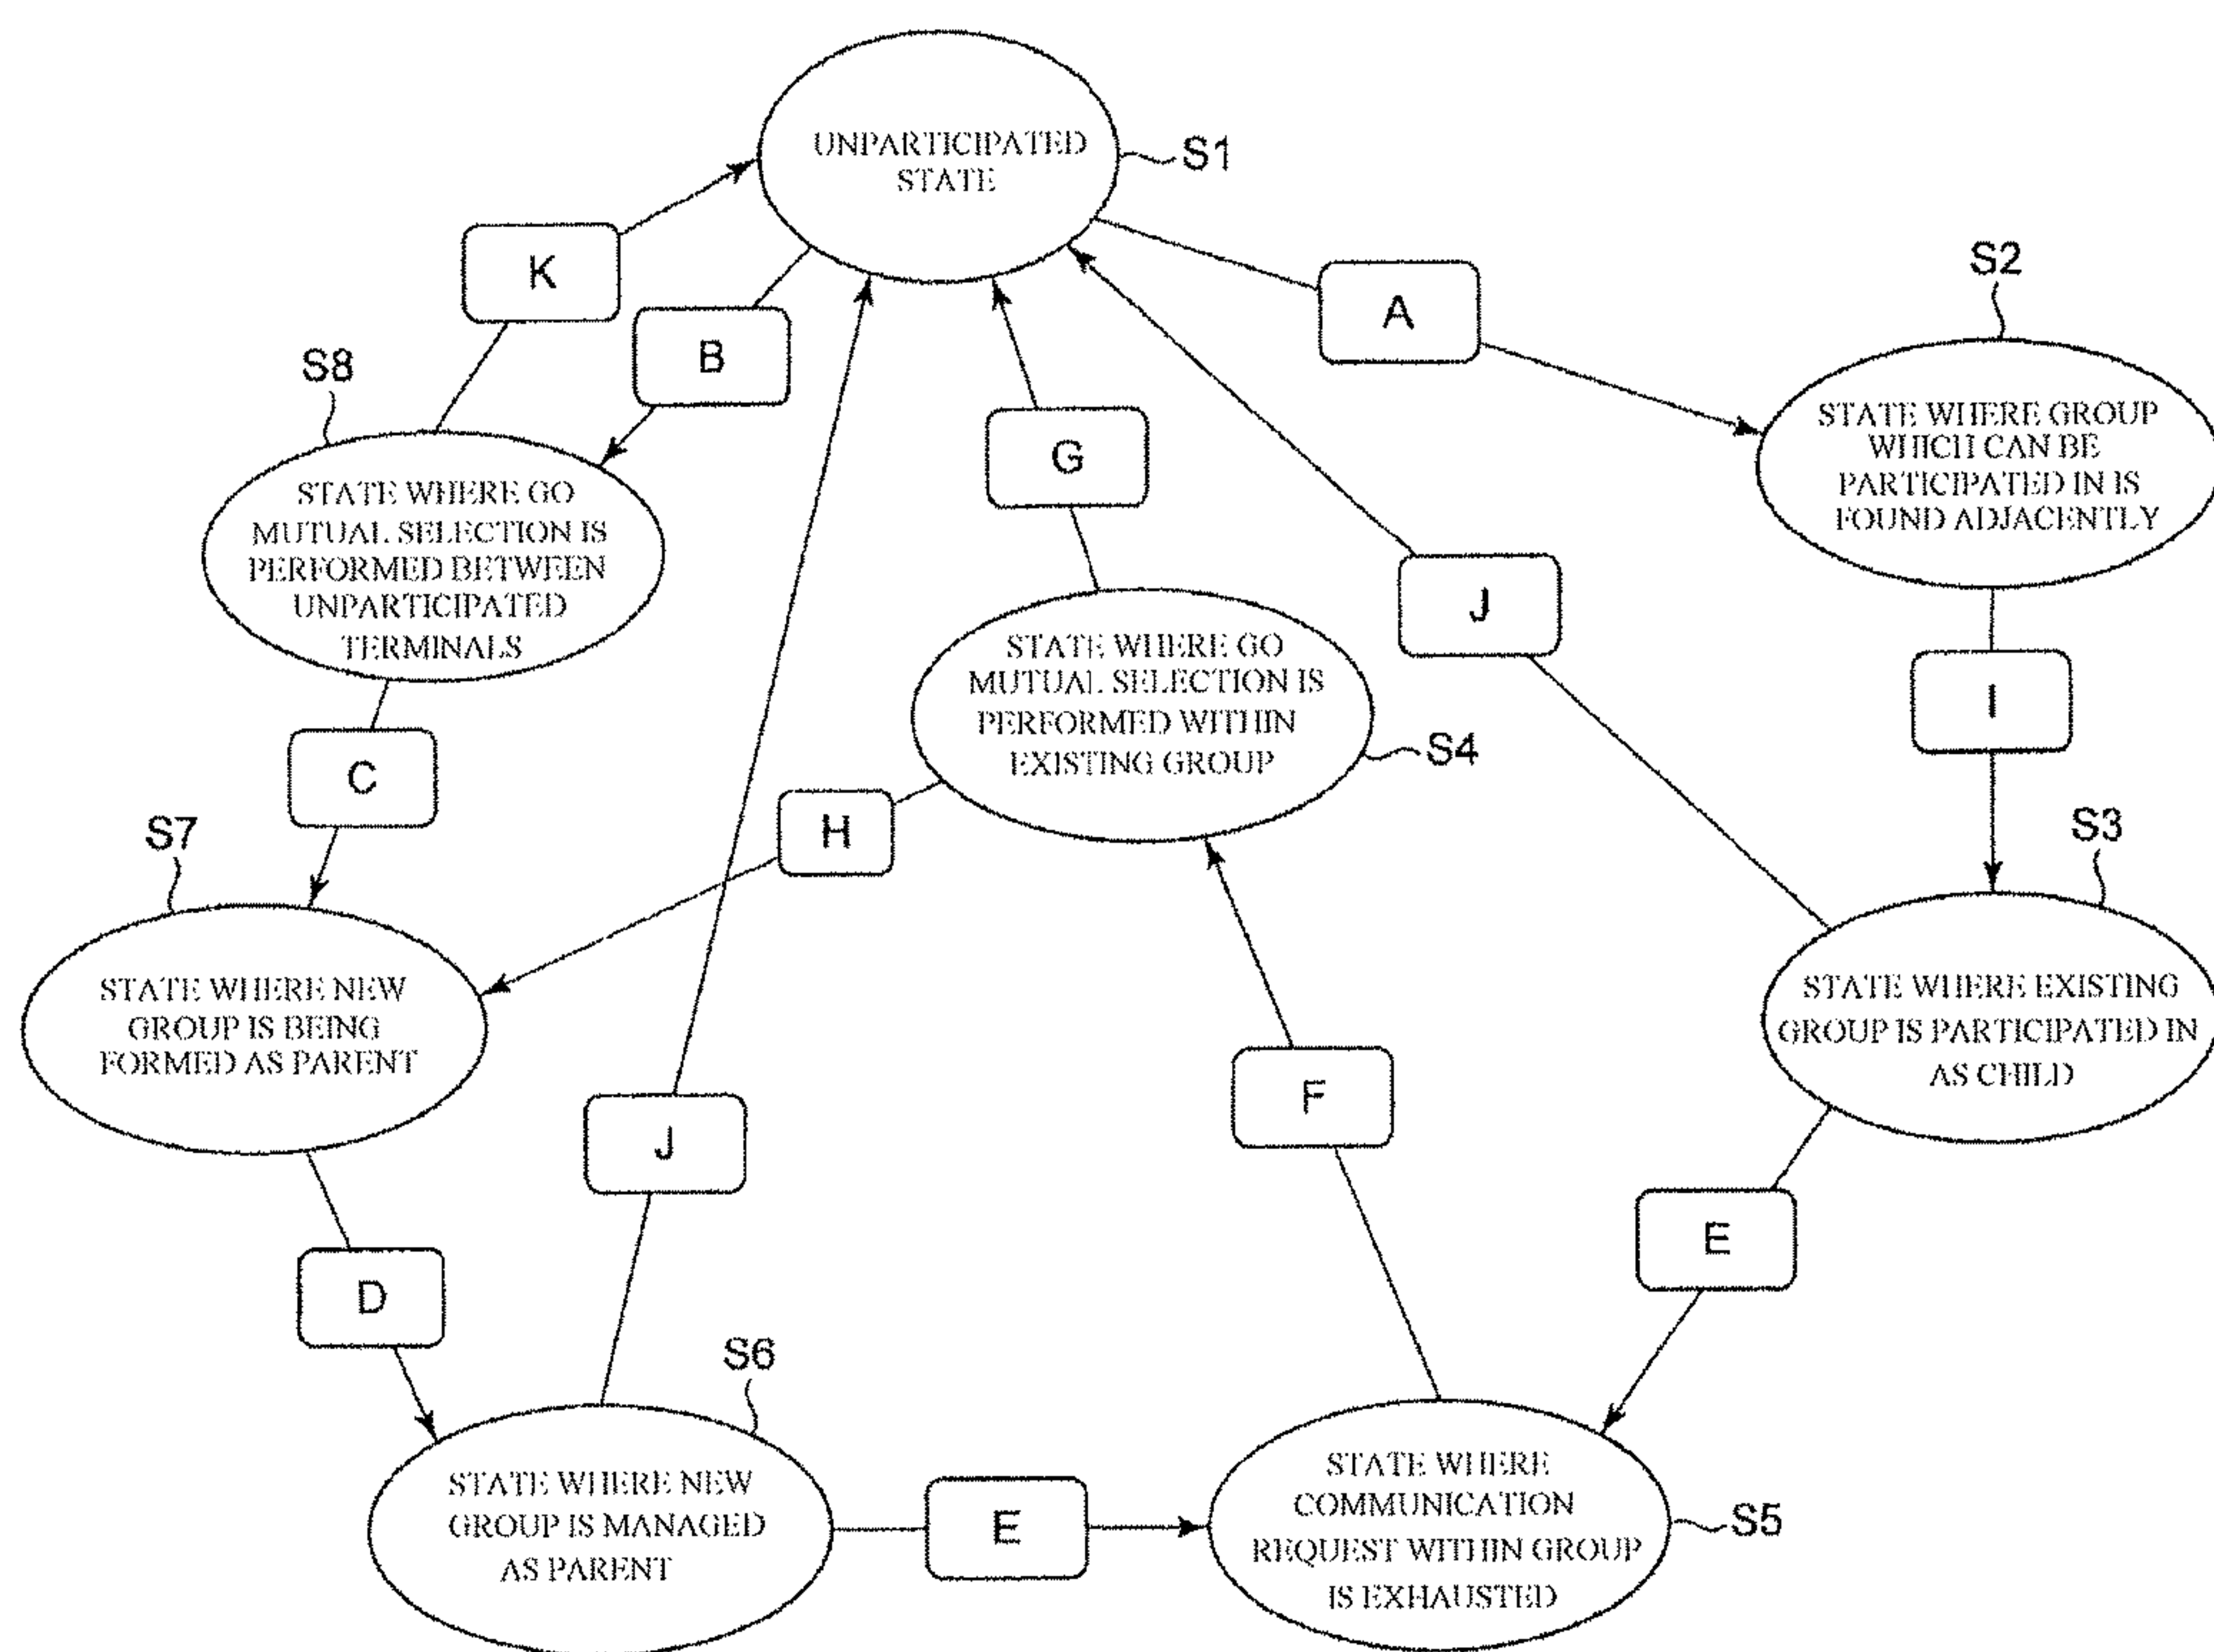 UNPARTICIPATED
STATE
S1
K
B
A
S2
S8
G
STATE WHERE GROUP
WHICH CAN BE
PARTICIPATED IN IS
FOUND ADJACENTLY
STATE WHERE GO
MUTUAL SELECTION IS
PERFORMED BETWEEN
UNPARTICIPATED
TERMINALS
J
STATE WHERE GO
MUTUAL SELECTION IS
PERFORMED WITHIN
EXISTING GROUP
S4
I
C
H
S7
S3
STATE WHERE NEW
GROUP IS BEING
FORMED AS PARENT
STATE WHERE EXISTING
GROUP IS PARTICIPATED IN
AS CHILD
F
J
E
D
S6
STATE WHERE NEW
GROUP IS MANAGED
AS PARENT
E
STATE WHERE
COMMUNICATION
REQUEST WITHIN GROUP
IS EXHAUSTED
S5